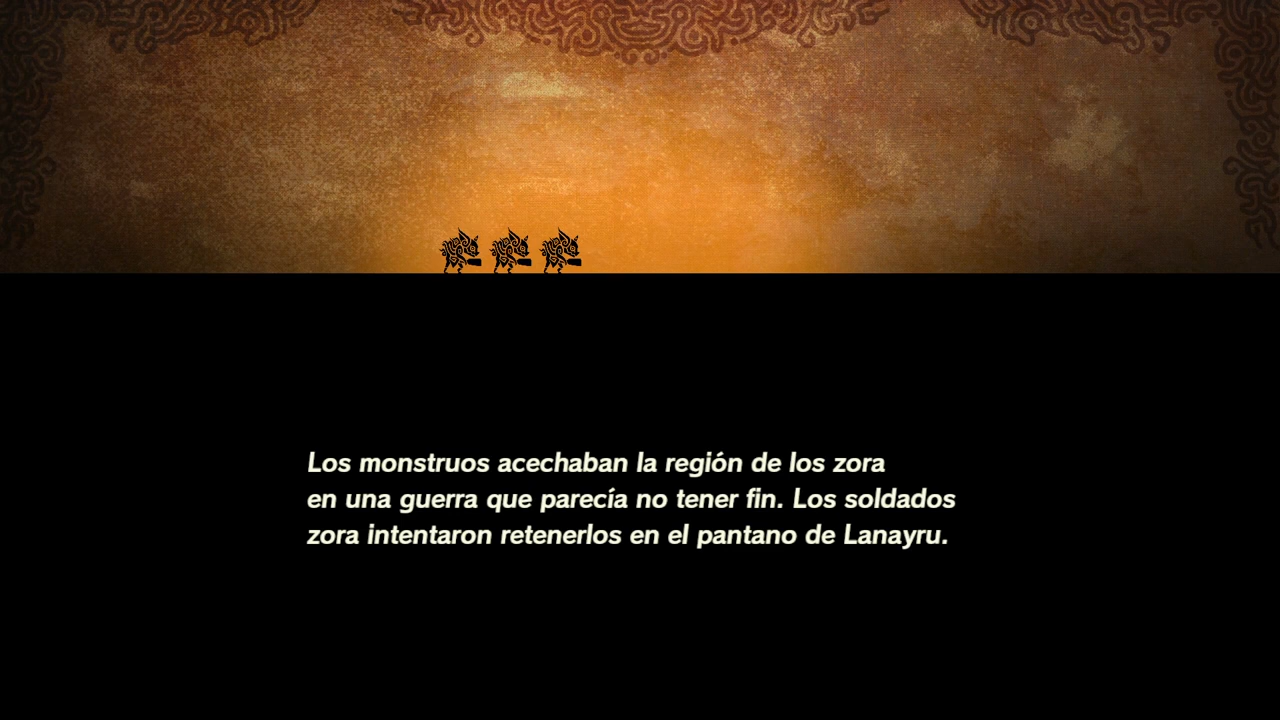 Los monstruos acechaban la región de los zora
en una guerra que parecía no tener fin. Los soldados
zora intentaron retenerlos en el pantano de Lanayru.